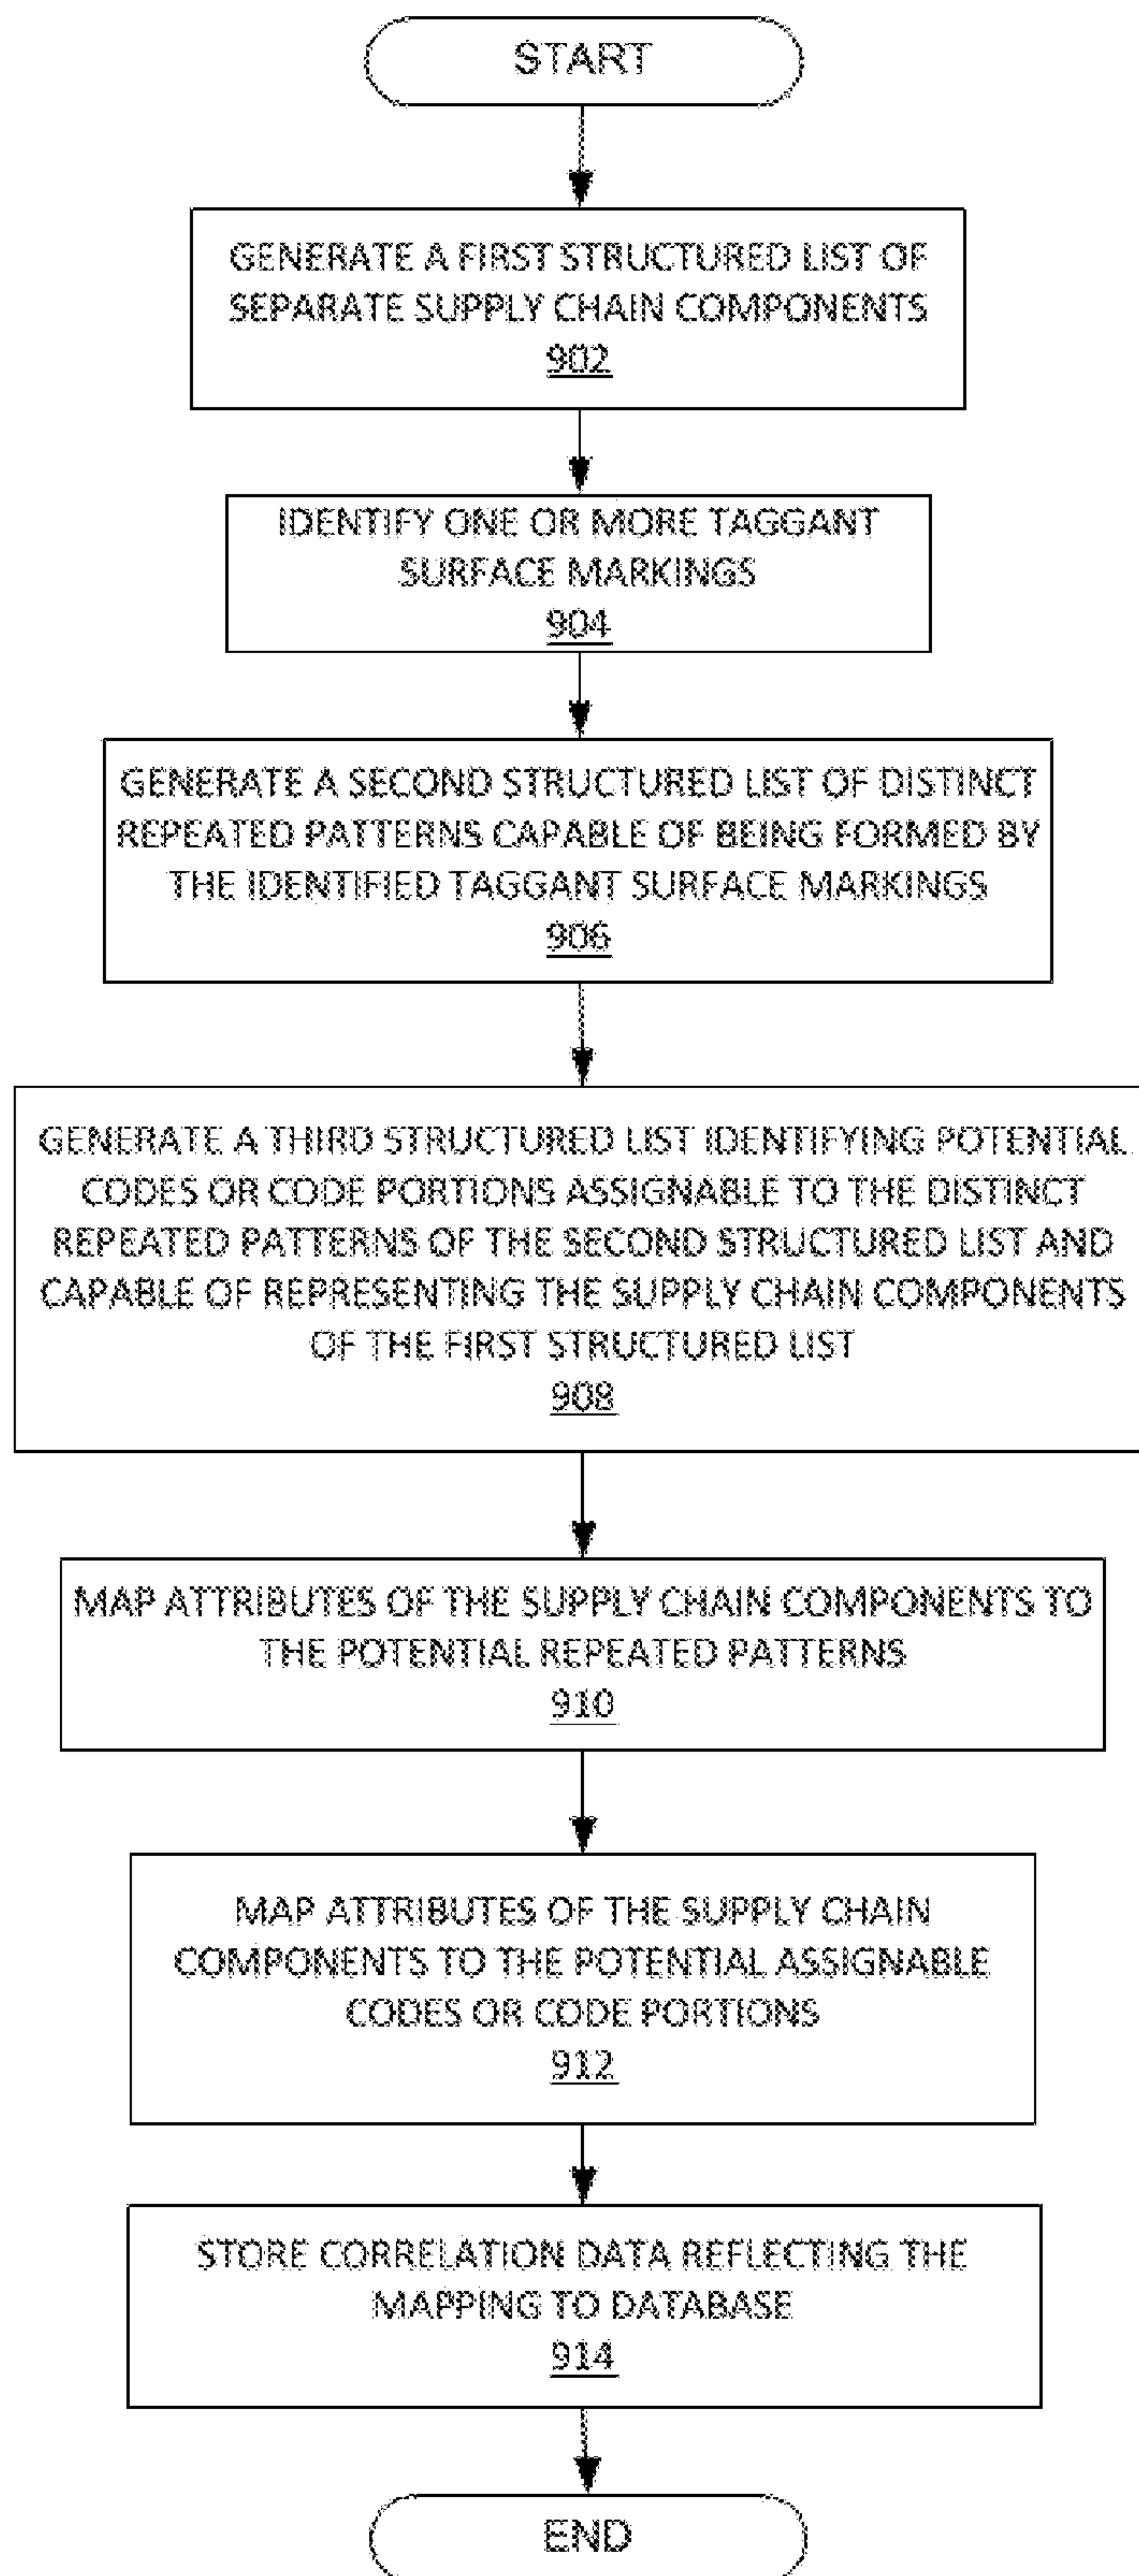 START
GENERATE A FIRST STRUCTURED LIST OF
SEPARATE SUPPLY CHAIN COMPONENTS
902
IDENTIFY ONE OR MORE TAGGANT
SURFACE MARKINGS
904
GENERATE A SECOND STRUCTURED LIST OF DISTINCT
REPEATED PATTERNS CAPABLE OF BEING FORMED BY
THE IDENTIFIED TAGGANT SURFACE MARKINGS
906
GENERATE A THIRD STRUCTURED LIST IDENTIFYING POTENTIAL
CODES OR CODE PORTIONS ASSIGNABLE TO THE DISTINCT
REPEATED PATTERNS OF THE SECOND STRUCTURED LIST AND
CAPABLE OF REPRESENTING THE SUPPLY CHAIN COMPONENTS
OF THE FIRST STRUCTURED LIST
908
MAP ATTRIBUTES OF THE SUPPLY CHAIN COMPONENTS TO
THE POTENTIAL REPEATED PATTERNS
910
MAP ATTRIBUTES OF THE SUPPLY CHAIN
COMPONENTS TO THE POTENTIAL ASSIGNABLE
CODES OR CODE PORTIONS
912
STORE CORRELATION DATA REFLECTING THE
MAPPING TO DATABASE
914
END